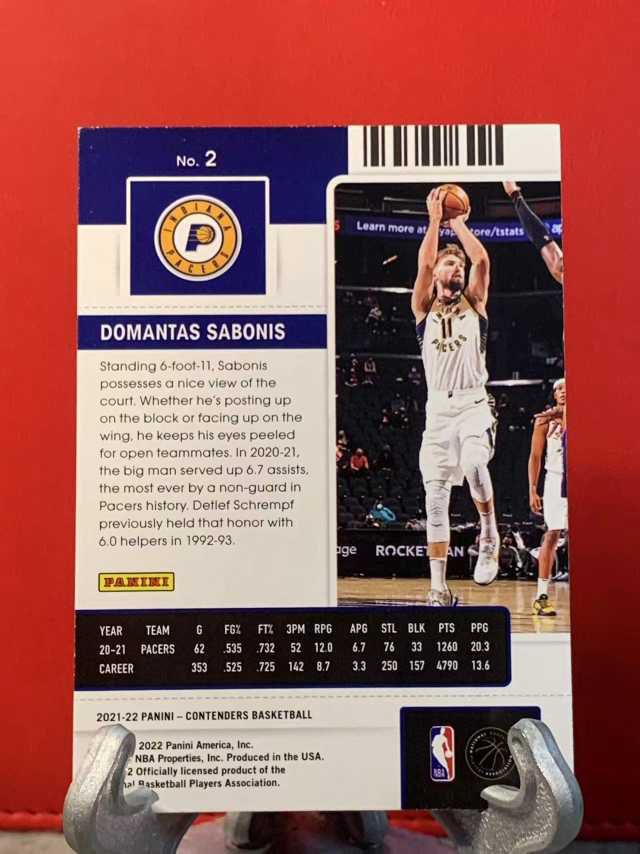 No. 2
INDIANA
PACERS
DOMANTAS SABONIS
Standing 6-foot-11, Sabonis
possesses a nice view of the
court. Whether he's posting up
on the block or facing up on the
wing, he keeps his eyes peeled
for open teammates. In 2020-21,
the big man served up 6.7 assists,
the most ever by a non-guard in
Pacers history. Detlef Schrempf
previously held that honor with
6.0 helpers in 1992-93.
PANINI
Learn more at
tore/tstats
11
PACERS
age ROCKET
YEAR TEAM G FG% FT% 3PM RPG APG STL BLK PTS PPG
20-21 PACERS 62 .535 .732 52 12.0 6.7 76 33 1260 20.3
CAREER 353 .525 .725 142 8.7 3.3 250 157 4790 13.6
2021-22 PANINI – CONTENDERS BASKETBALL
2022 Panini America, Inc.
NBA Properties, Inc. Produced in the USA.
2 Officially licensed product of the
al Basketball Players Association.
NBA